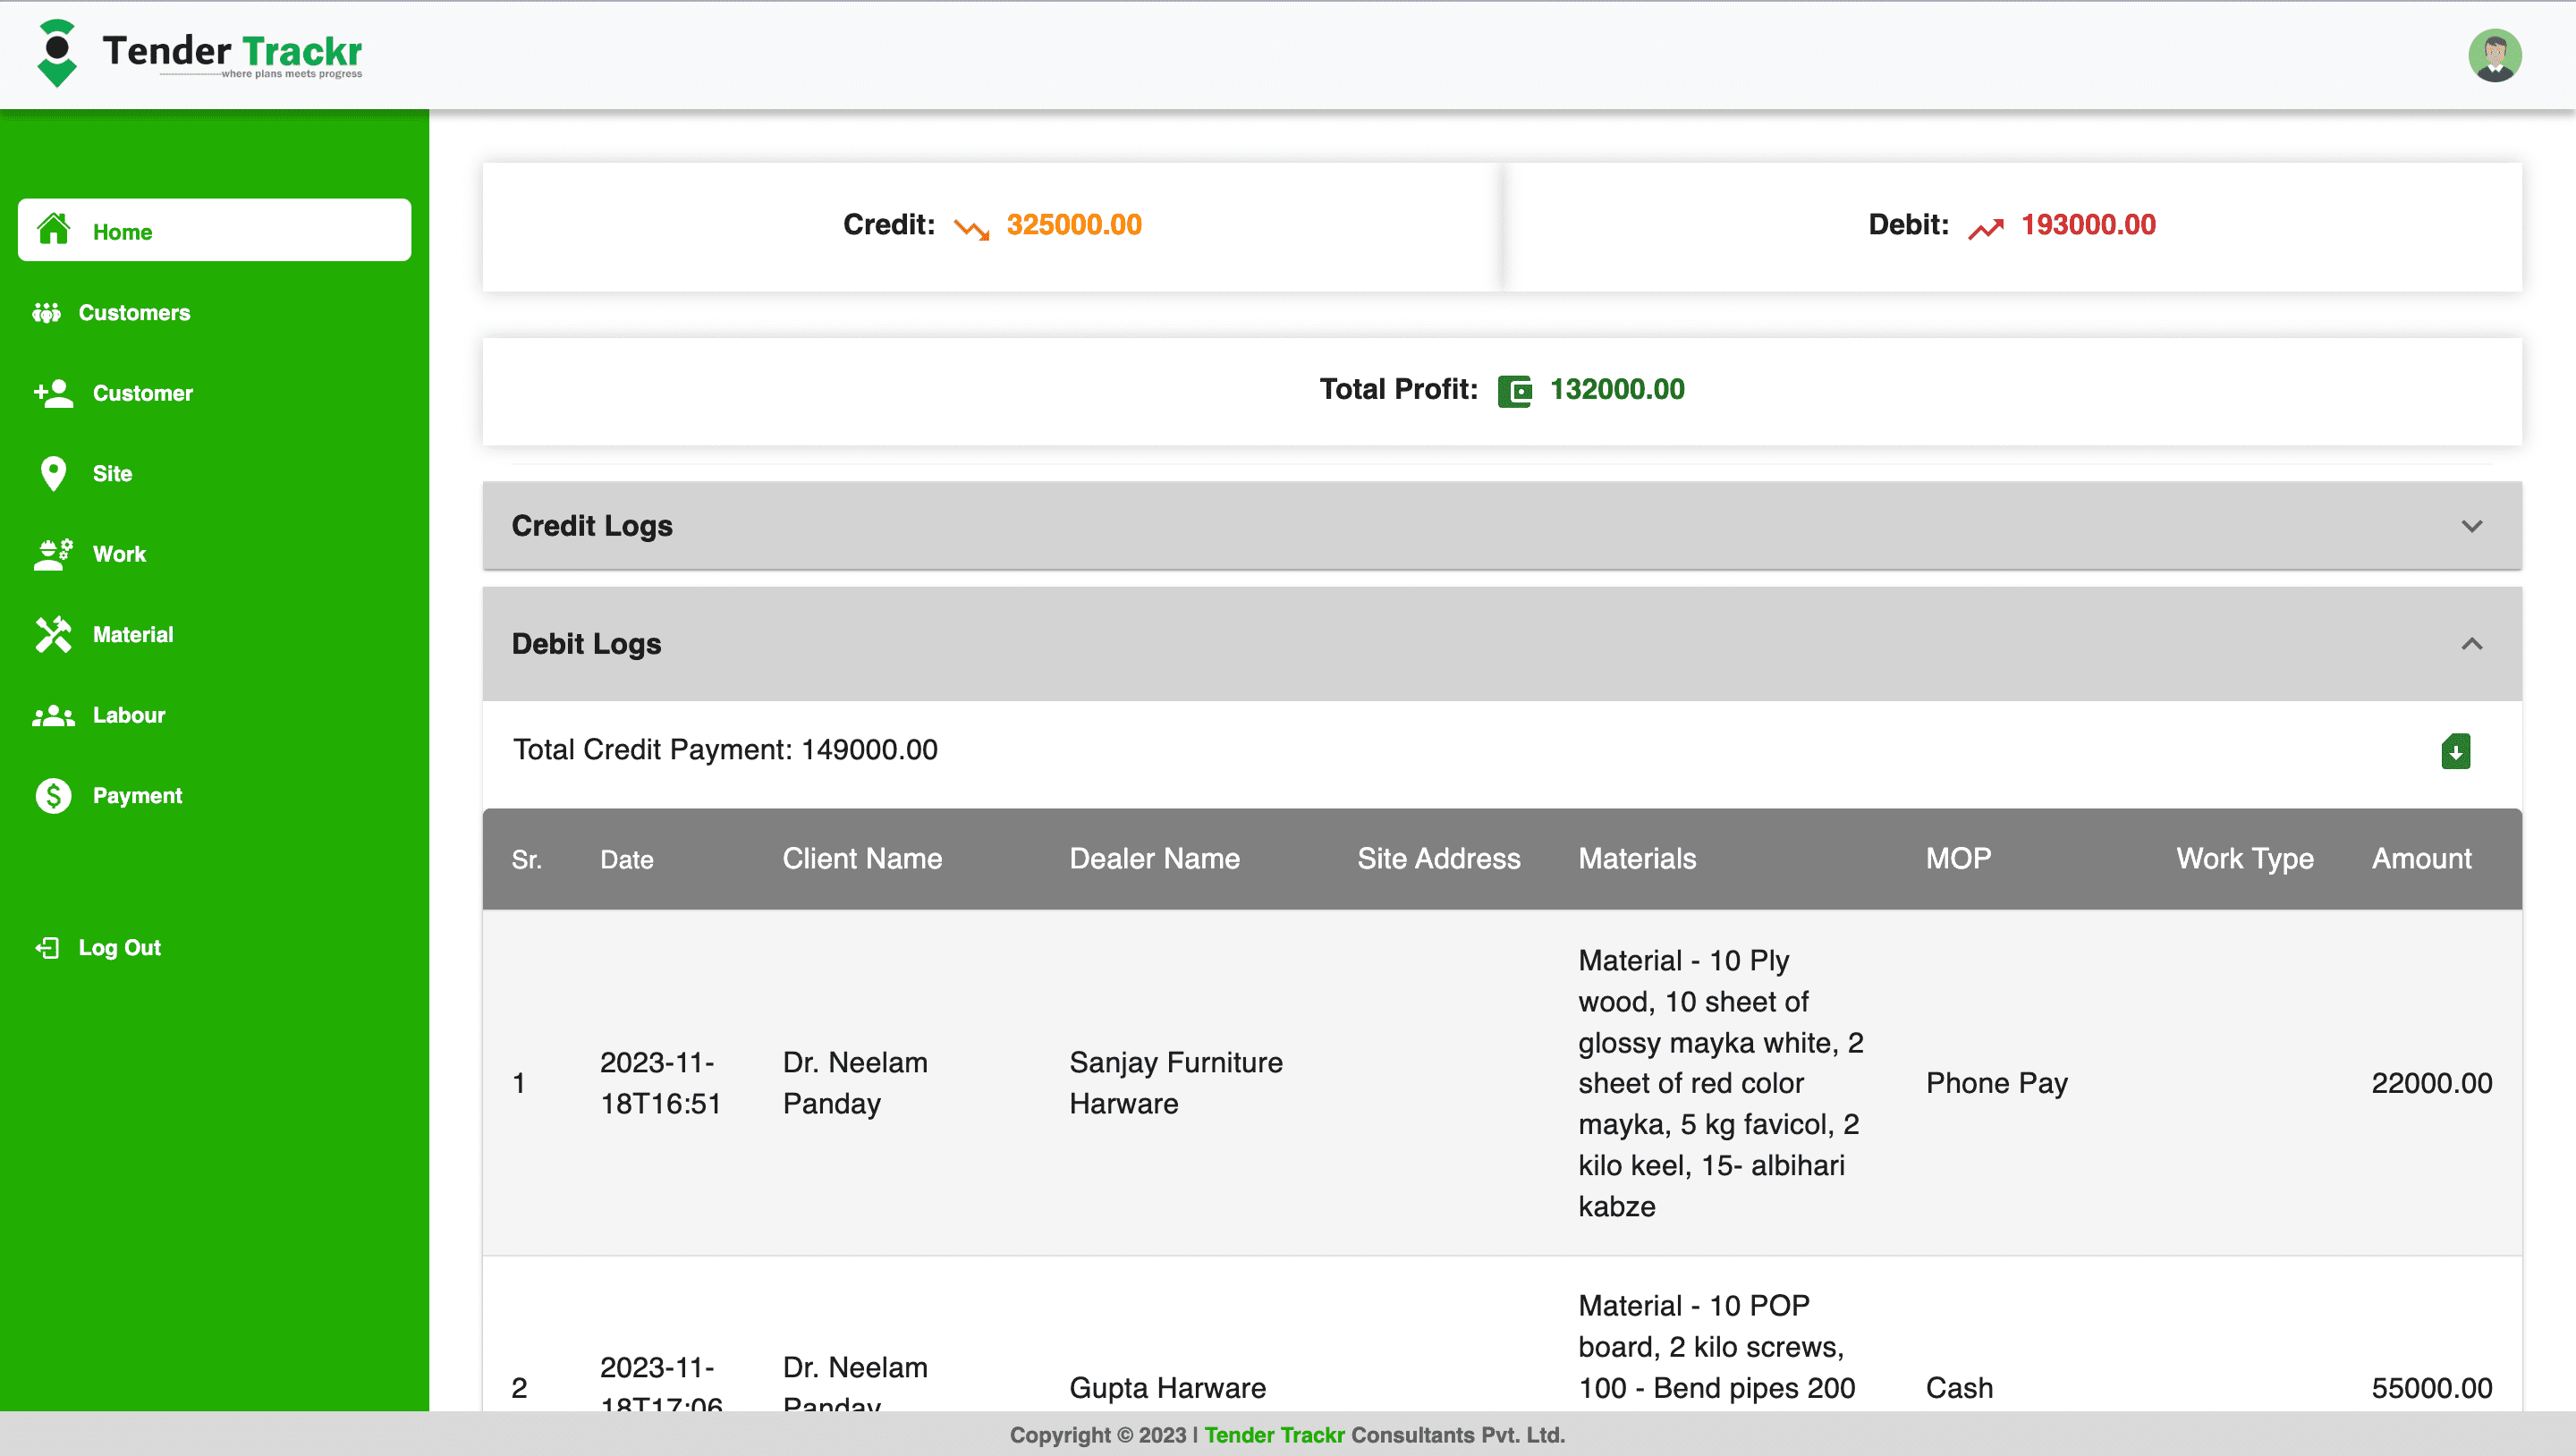 Tender Trackr
where plans meets progress
Home
Customers
Customer
Site
Work
Material
Labour
Payment
Log Out
Credit: 325000.00
Debit: 193000.00
Total Profit: 132000.00
Credit Logs
Debit Logs
Total Credit Payment: 149000.00
Sr. Date Client Name Dealer Name Site Address Materials MOP Work Type Amount
Material - 10 Ply
wood, 10 sheet of
glossy mayka white, 2
2023-11- Dr. Neelam Sanjay Furniture sheet of red color
1 Phone Pay 22000.00
18T16:51 Panday Harware mayka, 5 kg favicol, 2
kilo keel, 15- albihari
kabze
Material - 10 POP
board, 2 kilo screws,
2023-11- Dr. Neelam
2 Gupta Harware 100 - Bend pipes 200 Cash 55000.00
18T17:06 Panday
Copyright © 2023 | Tender Trackr Consultants Pvt. Ltd.